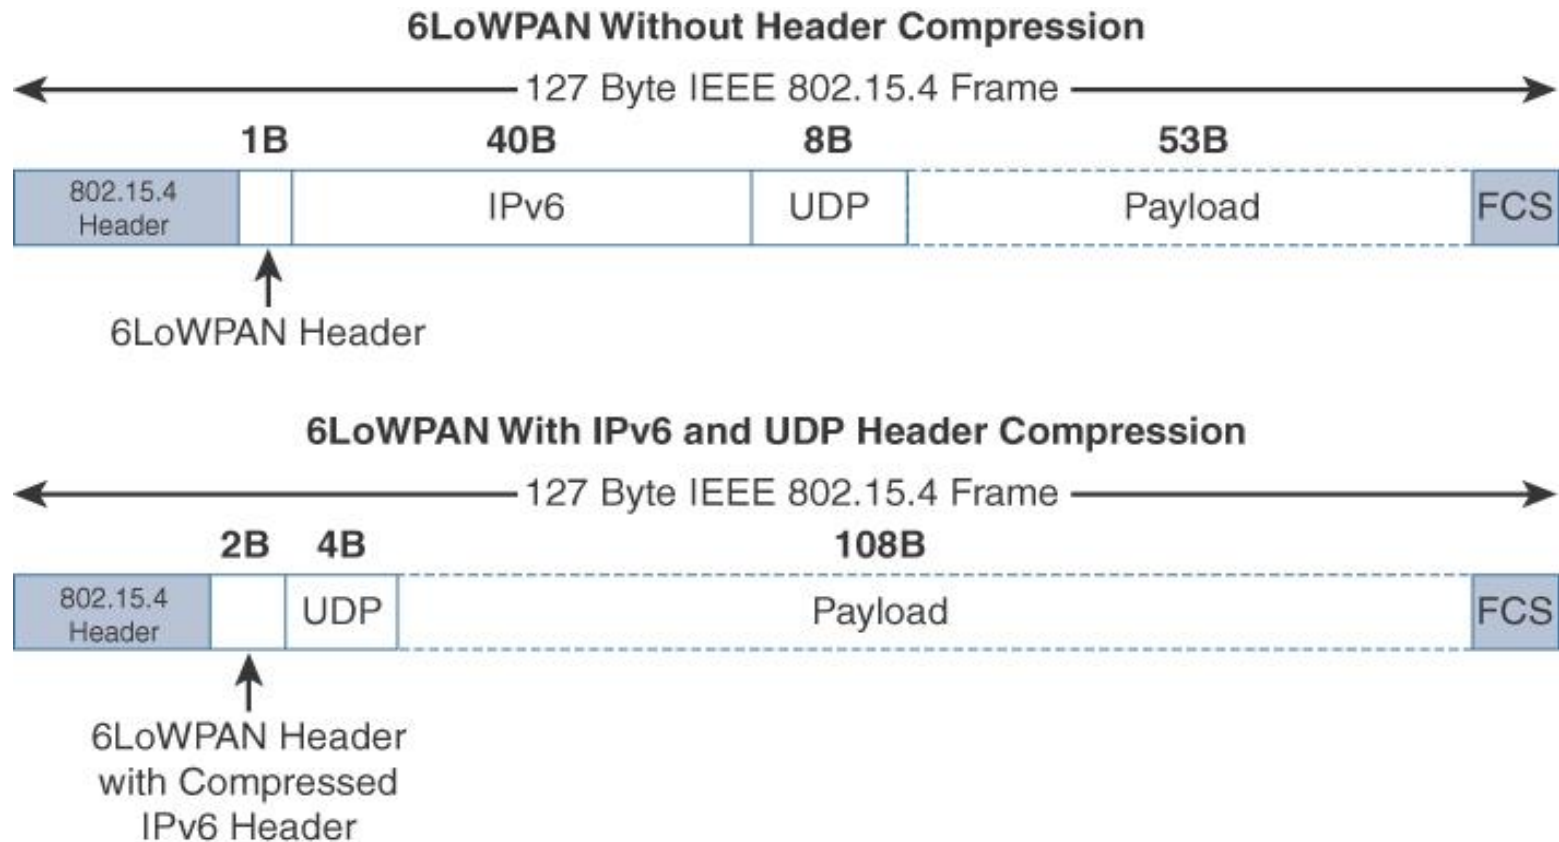 6LoWPAN Without Header Compression
127 Byte IEEE 802.15.4 Frame
1B 40B 8B 53B
802.15.4
Header
IPv6 UDP Payload FCS
6LoWPAN Header
6LoWPAN With IPv6 and UDP Header Compression
127 Byte IEEE 802.15.4 Frame
2B 4B 108B
802.15.4
Header
UDP Payload FCS
6LoWPAN Header
with Compressed
IPv6 Header